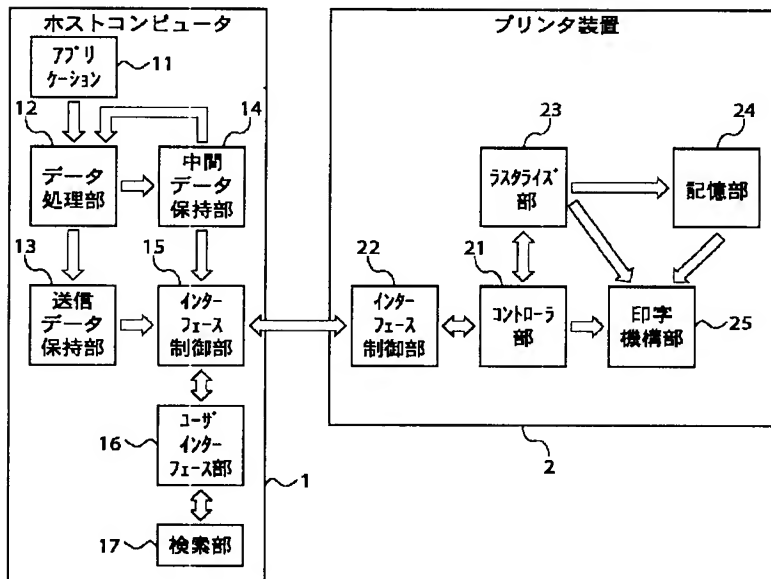 ホストコンピュータ
アプリ
ケーション
11
12
14
データ
処理部
中間
データ
保持部
13
15
送信
データ
保持部
インター
フェース
制御部
16
ユーザ
インター
フェース部
1
17
検索部
プリンタ装置
23
24
ラスタライズ
部
記憶部
22
21
インター
フェース
制御部
コントローラ
部
印字
機構部
25
2